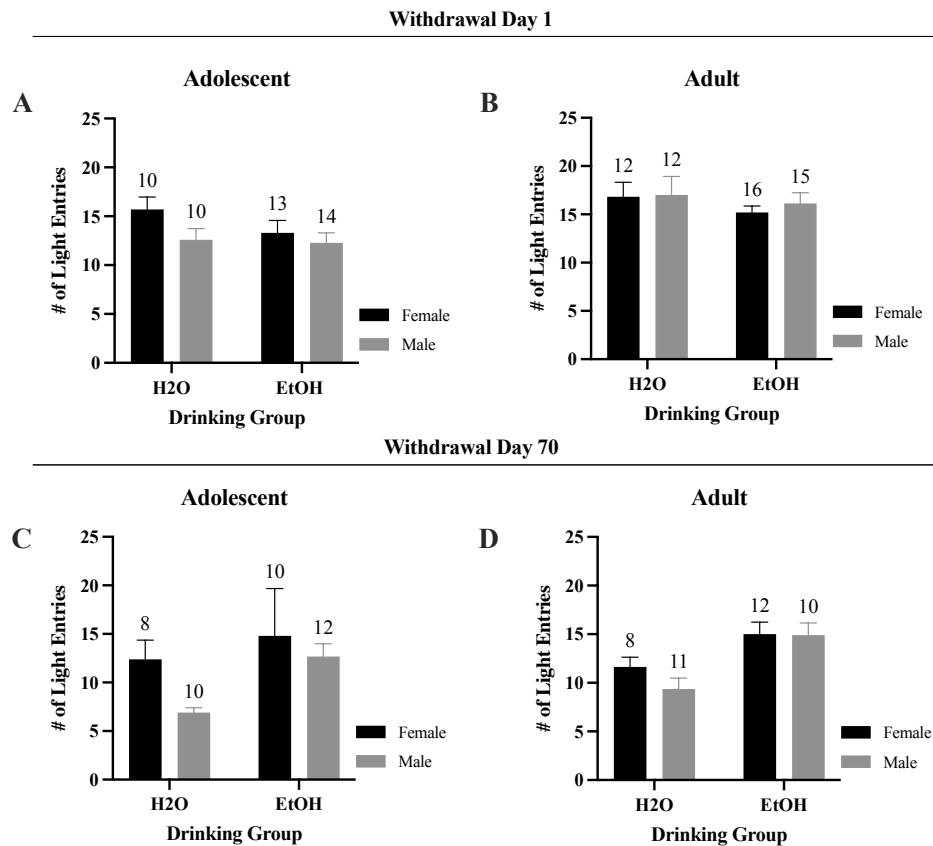 Withdrawal Day 1
A
Adolescent
# of Light Entries
25
20
15
10
5
0
10
10
13
14
Female
Male
H2O
EtOH
Drinking Group
B
Adult
# of Light Entries
25
20
15
10
5
0
12
12
16
15
Female
Male
H2O
EtOH
Drinking Group
Withdrawal Day 70
C
Adolescent
# of Light Entries
25
20
15
10
5
0
8
10
10
12
Female
Male
H2O
EtOH
Drinking Group
D
Adult
# of Light Entries
25
20
15
10
5
0
8
11
12
10
Female
Male
H2O
EtOH
Drinking Group